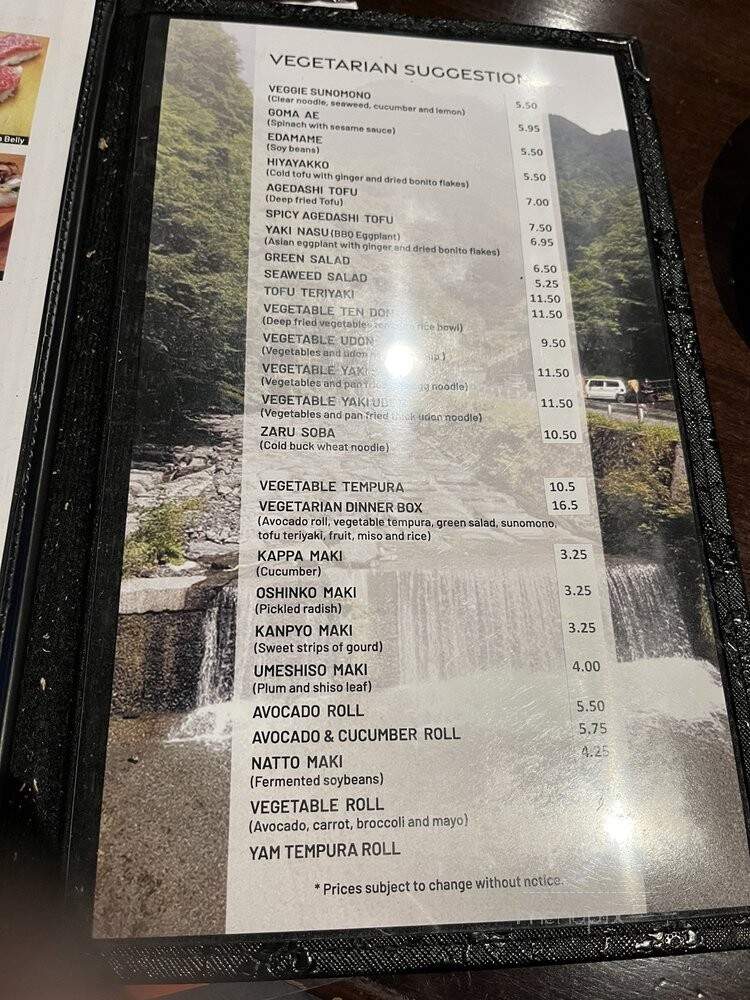 a Belly
VEGETARIAN SUGGESTION
VEGGIE SUNOMONO 5.50
(Clear noodle, seaweed, cucumber and lemon)
GOMA AE 5.95
(Spinach with sesame sauce)
EDAMAME 5.50
(Soy beans)
HIYAYAKKO 5.50
(Cold tofu with ginger and dried bonito flakes)
AGEDASHI TOFU 7.00
(Deep fried Tofu)
SPICY AGEDASHI TOFU 7.50
YAKI NASU (BBQ Eggplant) 6.95
(Asian eggplant with ginger and dried bonito flakes)
GREEN SALAD 6.50
SEAWEED SALAD 5.25
TOFU TERIYAKI 11.50
VEGETABLE TEN DON 11.50
(Deep fried vegetables rice bowl)
VEGETABLE UDON 9.50
(Vegetables and udon
VEGETABLE YAKI 11.50
(Vegetables and pan fried egg noodle)
VEGETABLE YAKI UD 11.50
(Vegetables and pan fried thick udon noodle)
ZARU SOBA 10.50
(Cold buck wheat noodle)
VEGETABLE TEMPURA 10.5
VEGETARIAN DINNER BOX 16.5
(Avocado roll, vegetable tempura, green salad, sunomono,
tofu teriyaki, fruit, miso and rice)
KAPPA MAKI 3.25
(Cucumber)
OSHINKO MAKI 3.25
(Pickled radish)
KANPYO MAKI 3.25
(Sweet strips of gourd)
UMESHISO MAKI 4.00
(Plum and shiso leaf)
AVOCADO ROLL 5.50
AVOCADO & CUCUMBER ROLL 5.75
NATTO MAKI 4.25
(Fermented soybeans)
VEGETABLE ROLL
(Avocado, carrot, broccoli and mayo)
YAM TEMPURA ROLL
* Prices subject to change without notice.